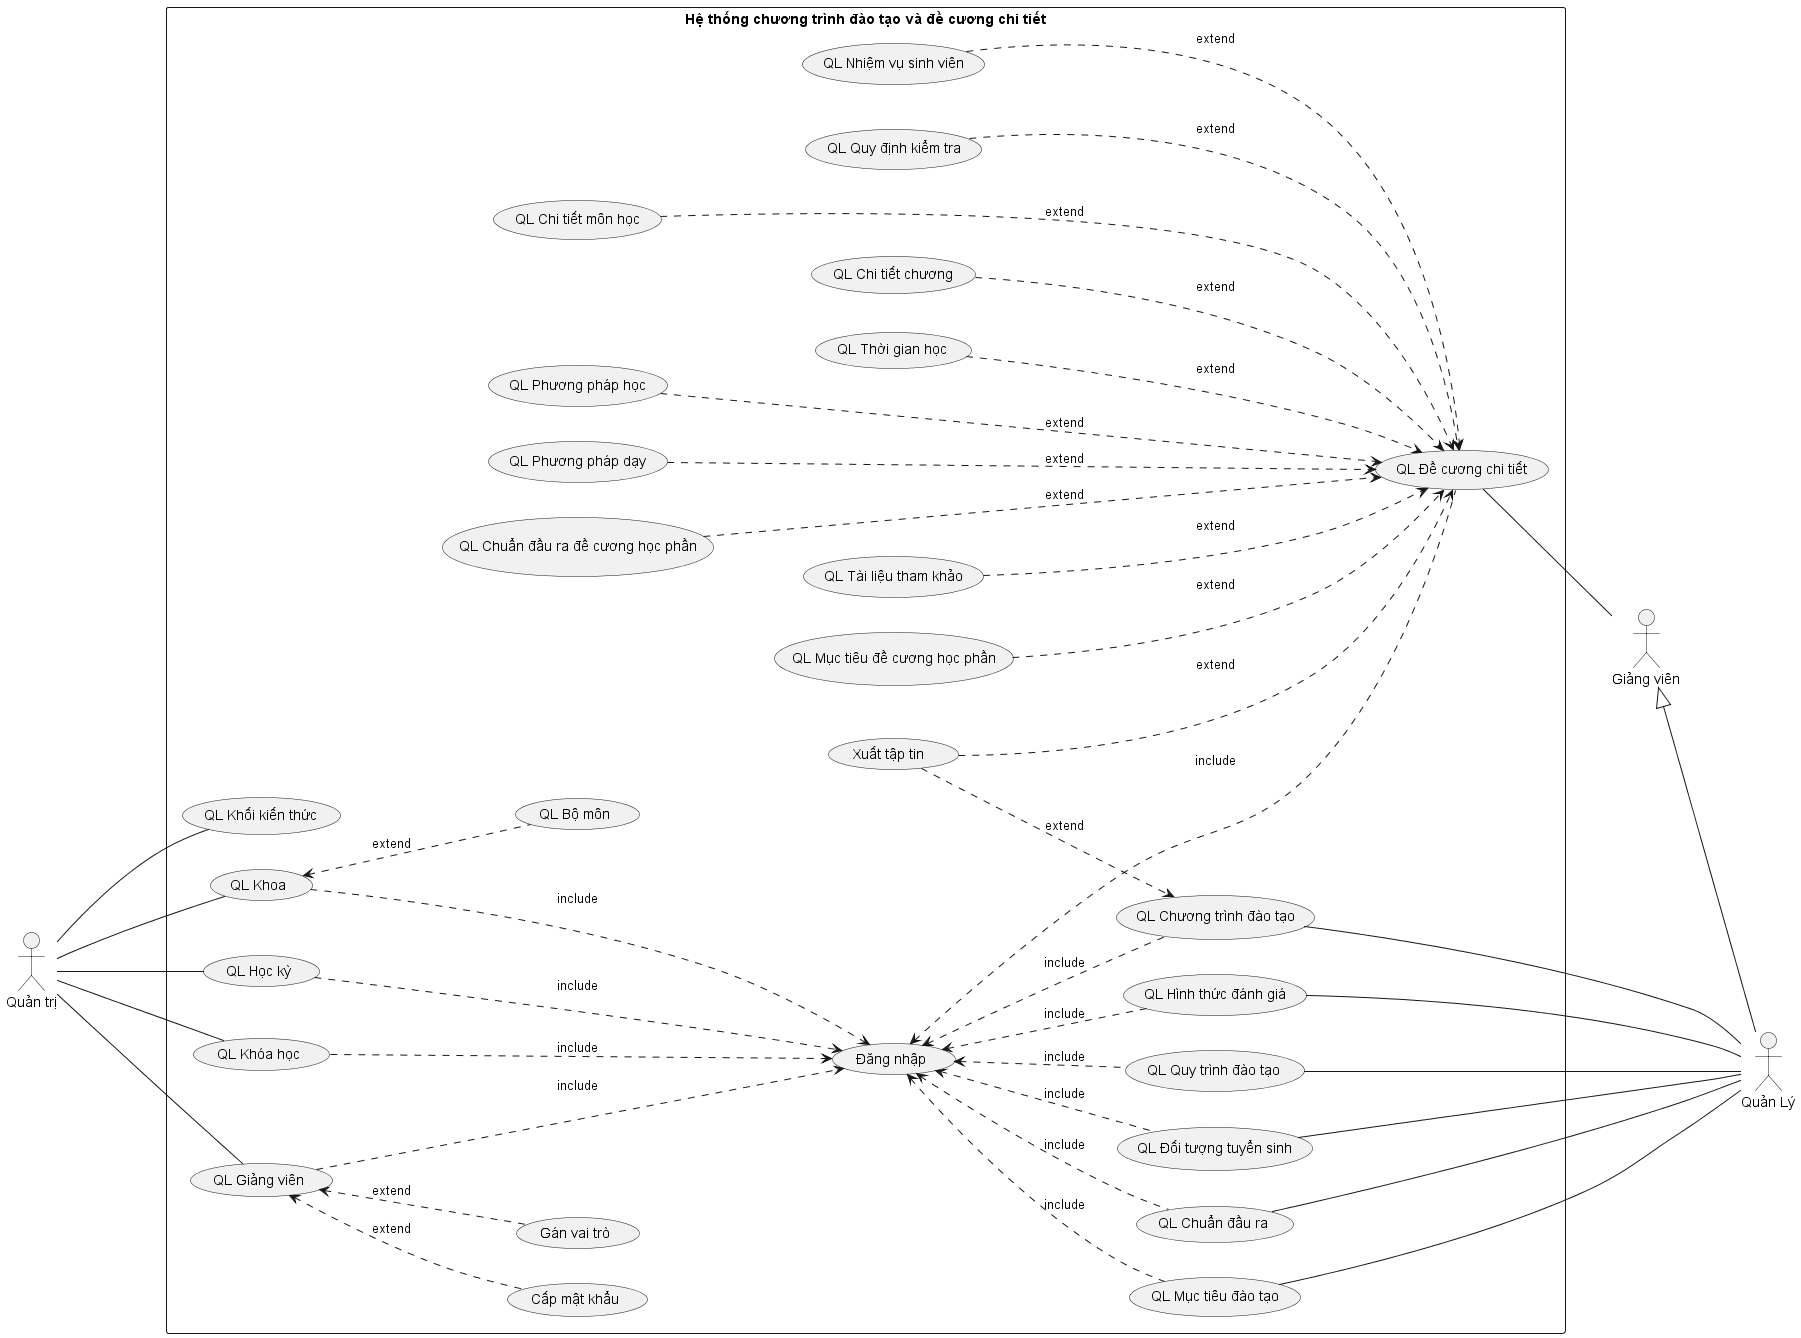 Hệ thống chương trình đào tạo và đề cương chi tiết
extend
QL Nhiệm vụ sinh viên
extend
QL Quy định kiểm tra
extend
QL Chi tiết môn học
QL Chi tiết chương
extend
QL Thời gian học
extend
QL Phương pháp học
extend
QL Phương pháp dạy
extend
QL Đề cương chi tiết
extend
QL Chuẩn đầu ra đề cương học phần
extend
QL Tài liệu tham khảo
extend
QL Mục tiêu đề cương học phần
extend
Giảng viên
Xuất tập tin
include
QL Khối kiến thức
QL Bộ môn
extend
extend
QL Khoa
include
QL Chương trình đào tạo
include
QL Học kỳ
include
QL Hình thức đánh giá
Quản trị
include
QL Khóa học
include
Đăng nhập
include
QL Quy trình đào tạo
include
include
Quản Lý
QL Đối tượng tuyển sinh
include
QL Giảng viên
extend
include
QL Chuẩn đầu ra
extend
Gán vai trò
Cấp mật khẩu
QL Mục tiêu đào tạo